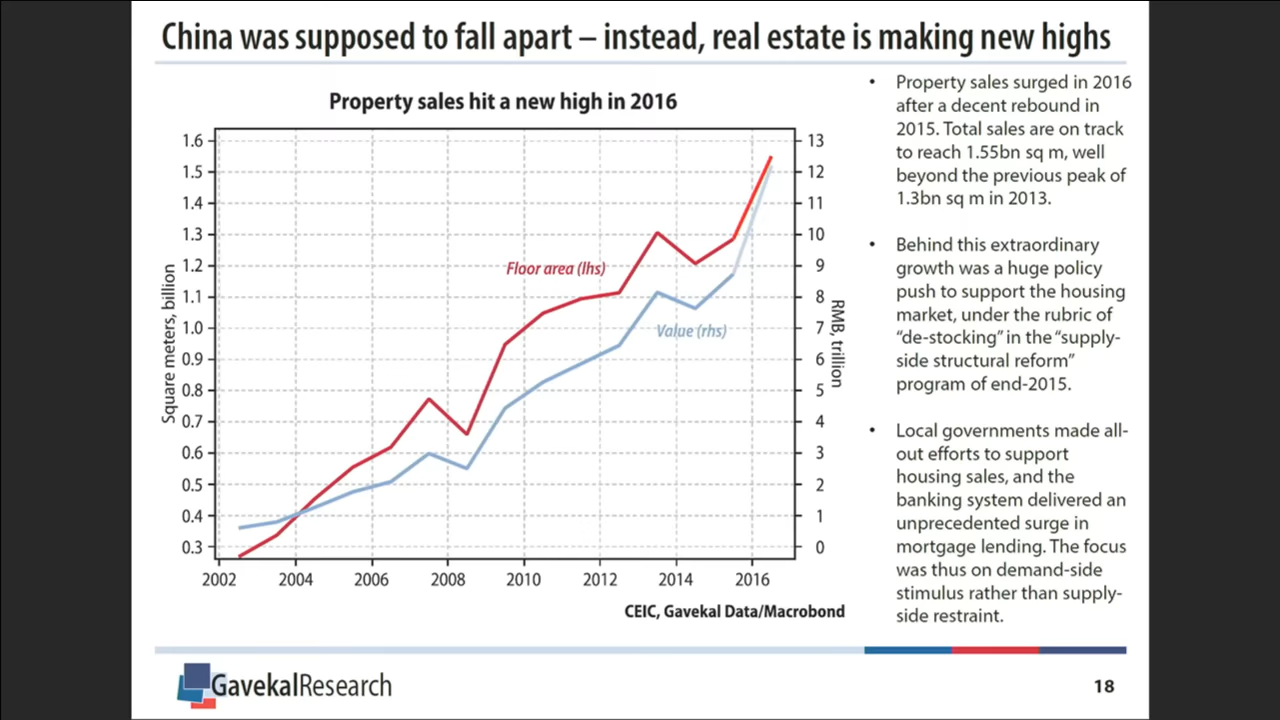 China was supposed to fall apart – instead, real estate is making new highs
Property sales hit a new high in 2016
1.6
1.5
1.4
1.3
1.2
1.1
1.0
0.9
0.8
0.7
0.6
0.5
0.4
0.3
Square meters, billion
Floor area (lhs)
Value (rhs)
13
12
11
10
9
8
7
6
5
4
3
2
1
0
RMB, trillion
2002 2004 2006 2008 2010 2012 2014 2016
CEIC, Gavekal Data/Macrobond
• Property sales surged in 2016
after a decent rebound in
2015. Total sales are on track
to reach 1.55bn sq m, well
beyond the previous peak of
1.3bn sq m in 2013.
• Behind this extraordinary
growth was a huge policy
push to support the housing
market, under the rubric of
“de-stocking” in the “supply-
side structural reform”
program of end-2015.
• Local governments made all-
out efforts to support
housing sales, and the
banking system delivered an
unprecedented surge in
mortgage lending. The focus
was thus on demand-side
stimulus rather than supply-
side restraint.
GavekalResearch
18